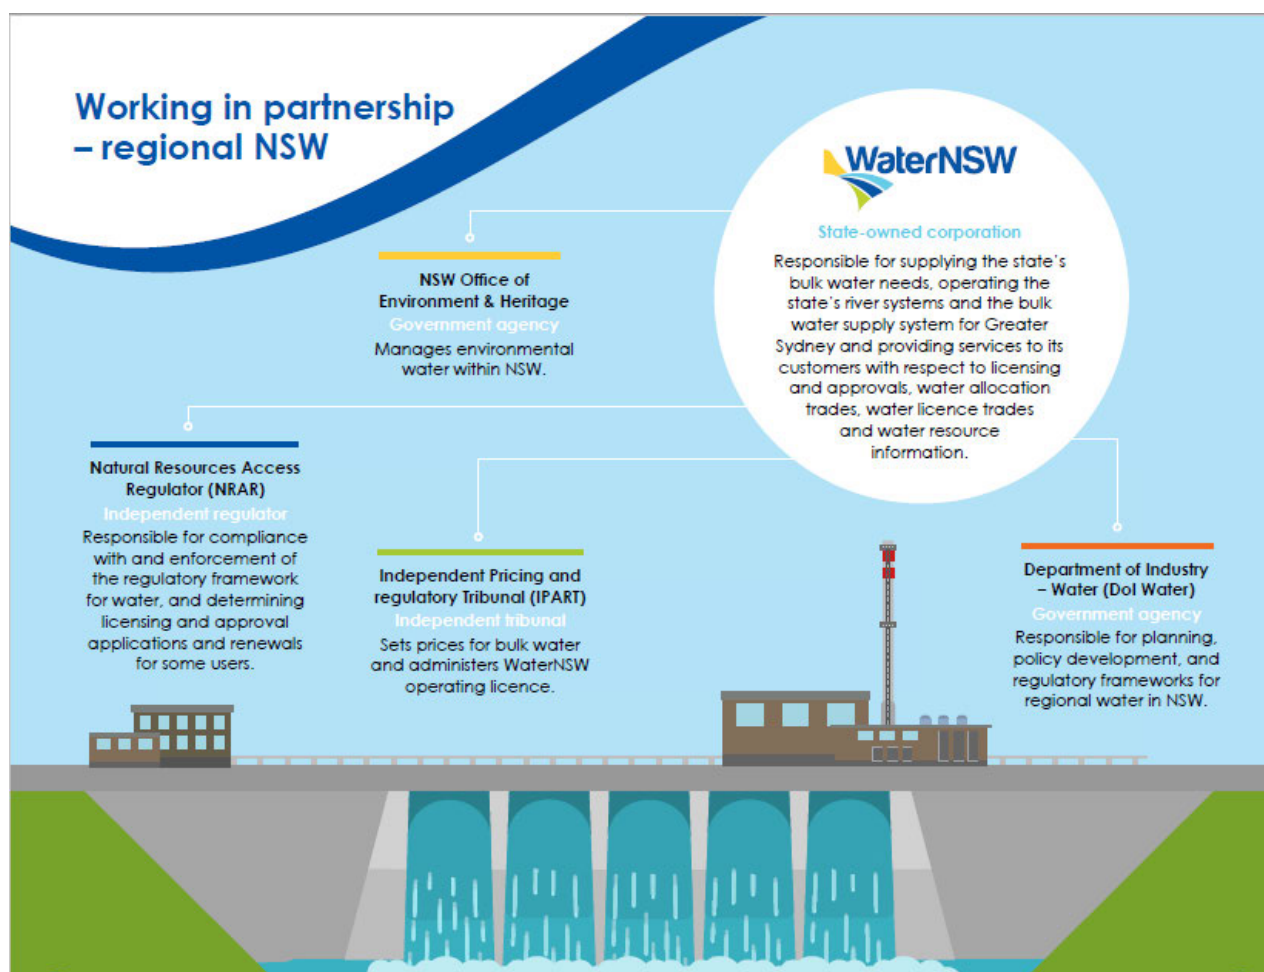 Working in partnership
– regional NSW
WaterNSW
State-owned corporation
Responsible for supplying the state's
bulk water needs, operating the
state's river systems and the bulk
water supply system for Greater
Sydney and providing services to its
customers with respect to licensing
and approvals, water allocation
trades, water licence trades
and water resource
information.
NSW Office of
Environment & Heritage
Government agency
Manages environmental
water within NSW.
Natural Resources Access
Regulator (NRAR)
Independent regulator
Responsible for compliance
with and enforcement of
the regulatory framework
for water, and determining
licensing and approval
applications and renewals
for some users.
Independent Pricing and
regulatory Tribunal (IPART)
Independent tribunal
Sets prices for bulk water
and administers WaterNSW
operating licence.
Department of Industry
– Water (DoI Water)
Government agency
Responsible for planning,
policy development, and
regulatory frameworks for
regional water in NSW.